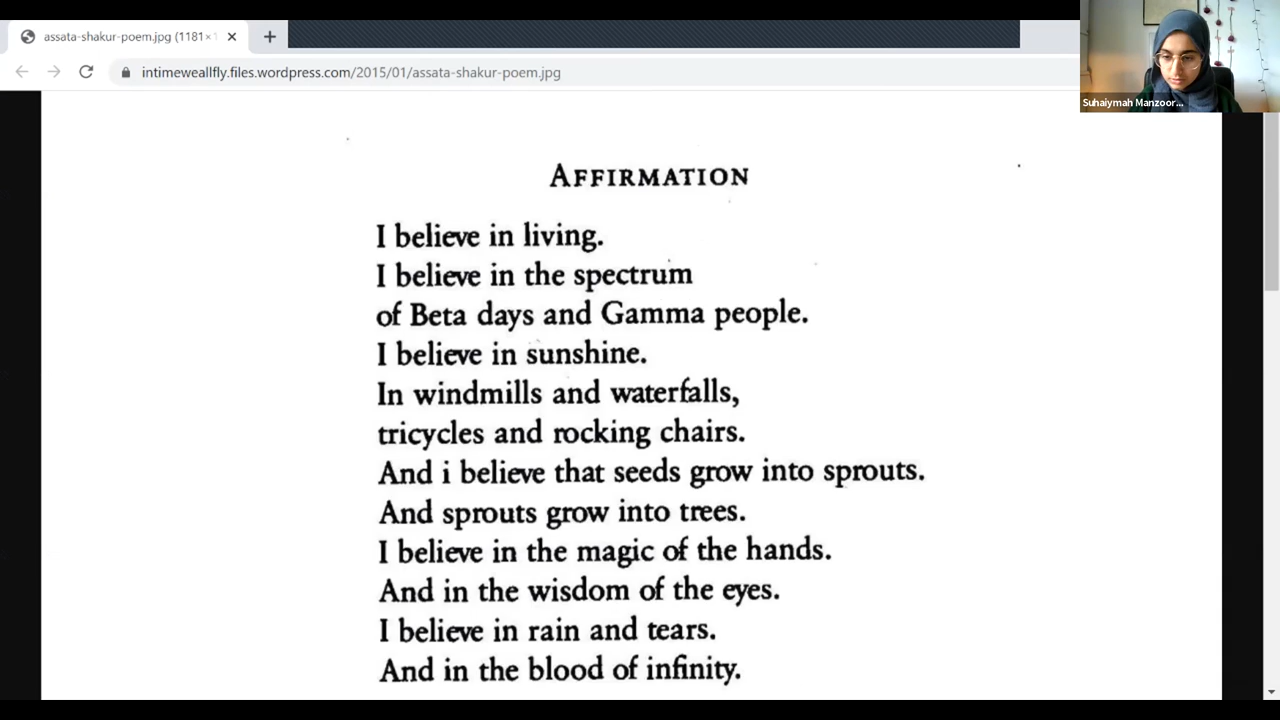 assata-shakur-poem.jpg (1181×1
intimeweallfly.files.wordpress.com/2015/01/assata-shakur-poem.jpg
Suhaiymah Manzoor...
AFFIRMATION
I believe in living.
I believe in the spectrum
of Beta days and Gamma people.
I believe in sunshine.
In windmills and waterfalls,
tricycles and rocking chairs.
And i believe that seeds grow into sprouts.
And sprouts grow into trees.
I believe in the magic of the hands.
And in the wisdom of the eyes.
I believe in rain and tears.
And in the blood of infinity.